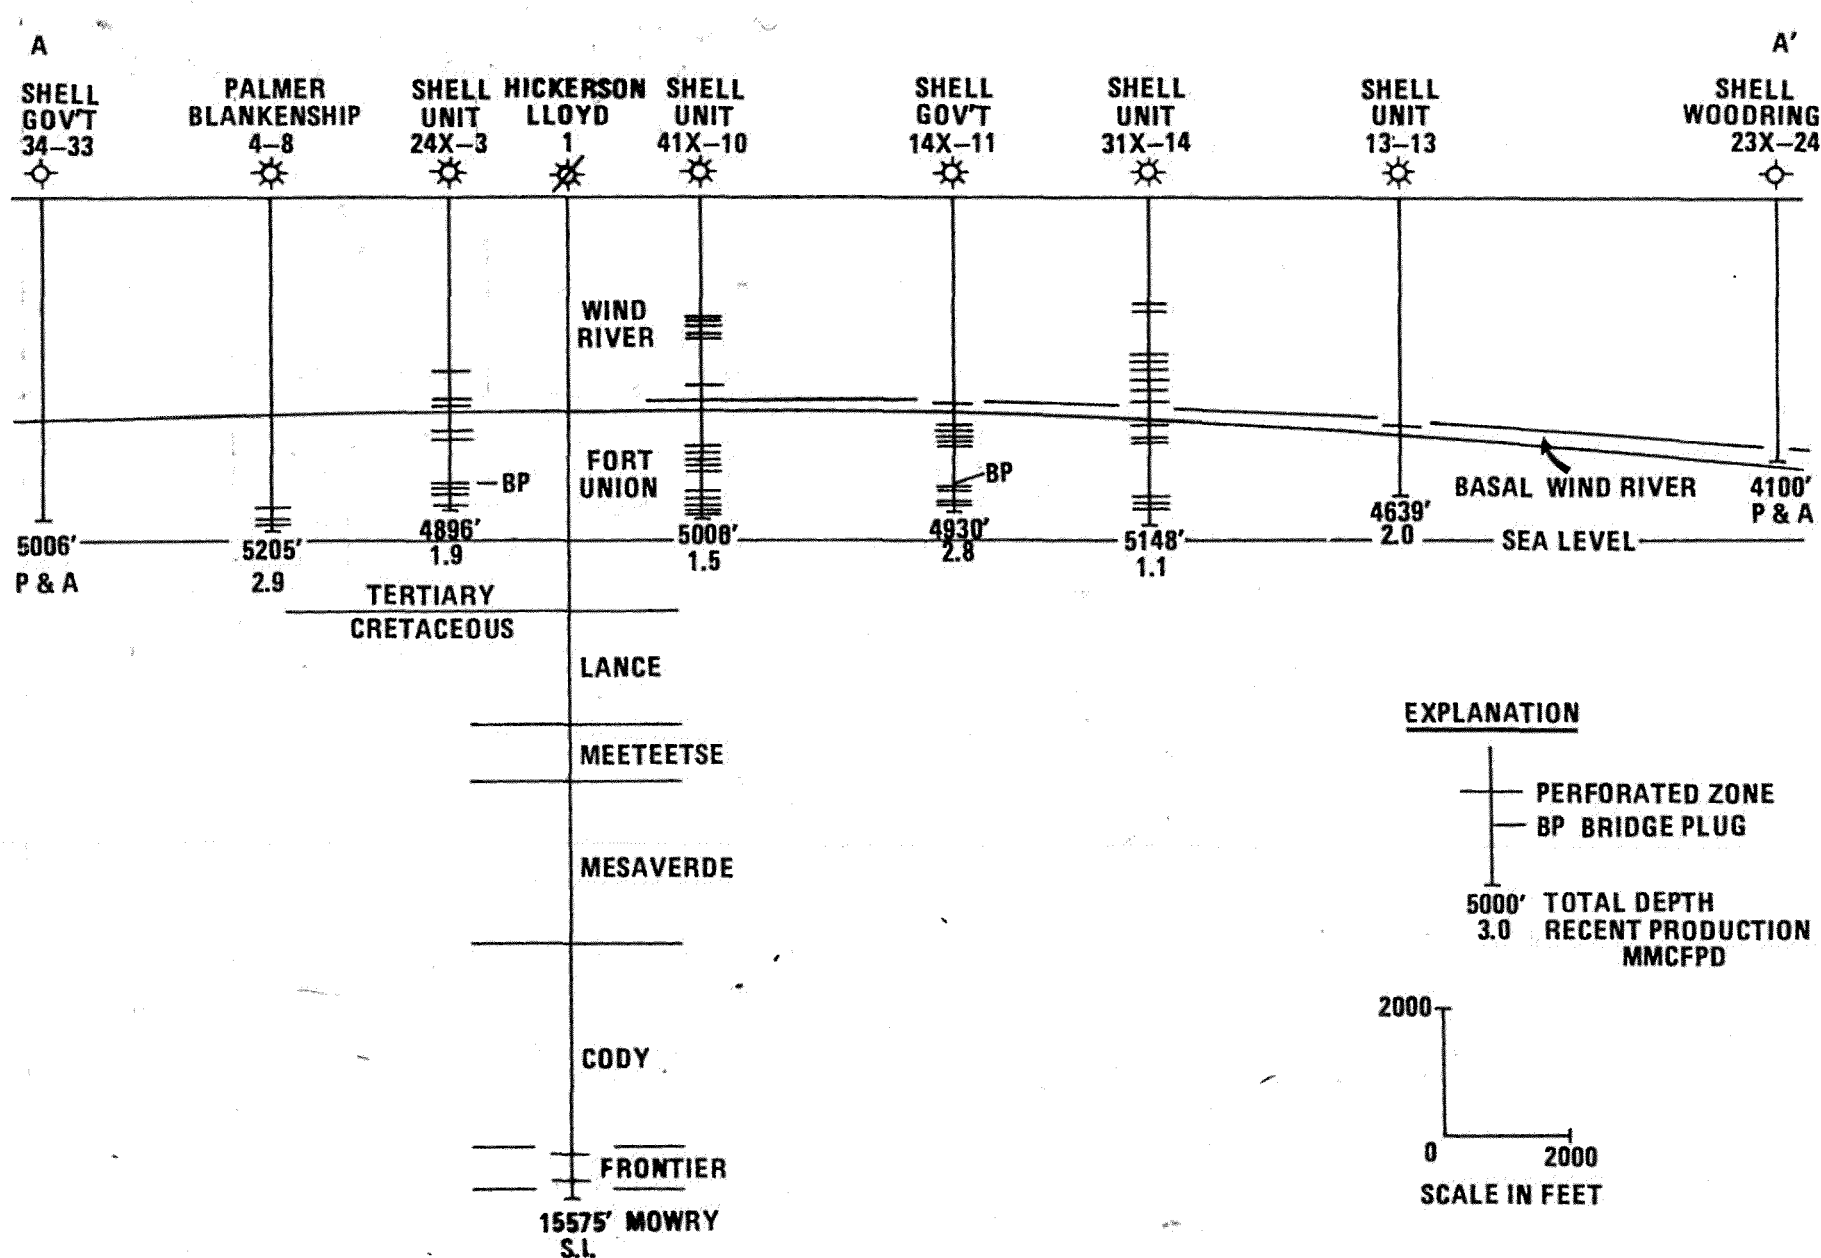 A
A'
SHELL
GOV'T
34–33
PALMER
BLANKENSHIP
4–8
SHELL
UNIT
24X–3
HICKERSON
LLOYD
1
SHELL
UNIT
41X–10
SHELL
GOV'T
14X–11
SHELL
UNIT
31X–14
SHELL
UNIT
13–13
SHELL
WOODRING
23X–24
WIND
RIVER
FORT
UNION
BP
BP
BASAL WIND RIVER
5006'
P & A
5205'
2.9
4896'
1.9
5008'
1.5
4930'
2.8
5148'
1.1
4639'
2.0
4100'
P & A
SEA LEVEL
TERTIARY
CRETACEOUS
LANCE
MEETEETSE
MESAVERDE
CODY
FRONTIER
15575' MOWRY
S.I.
EXPLANATION
PERFORATED ZONE
BP BRIDGE PLUG
5000' TOTAL DEPTH
3.0 RECENT PRODUCTION
MMCFPD
2000
0
2000
SCALE IN FEET